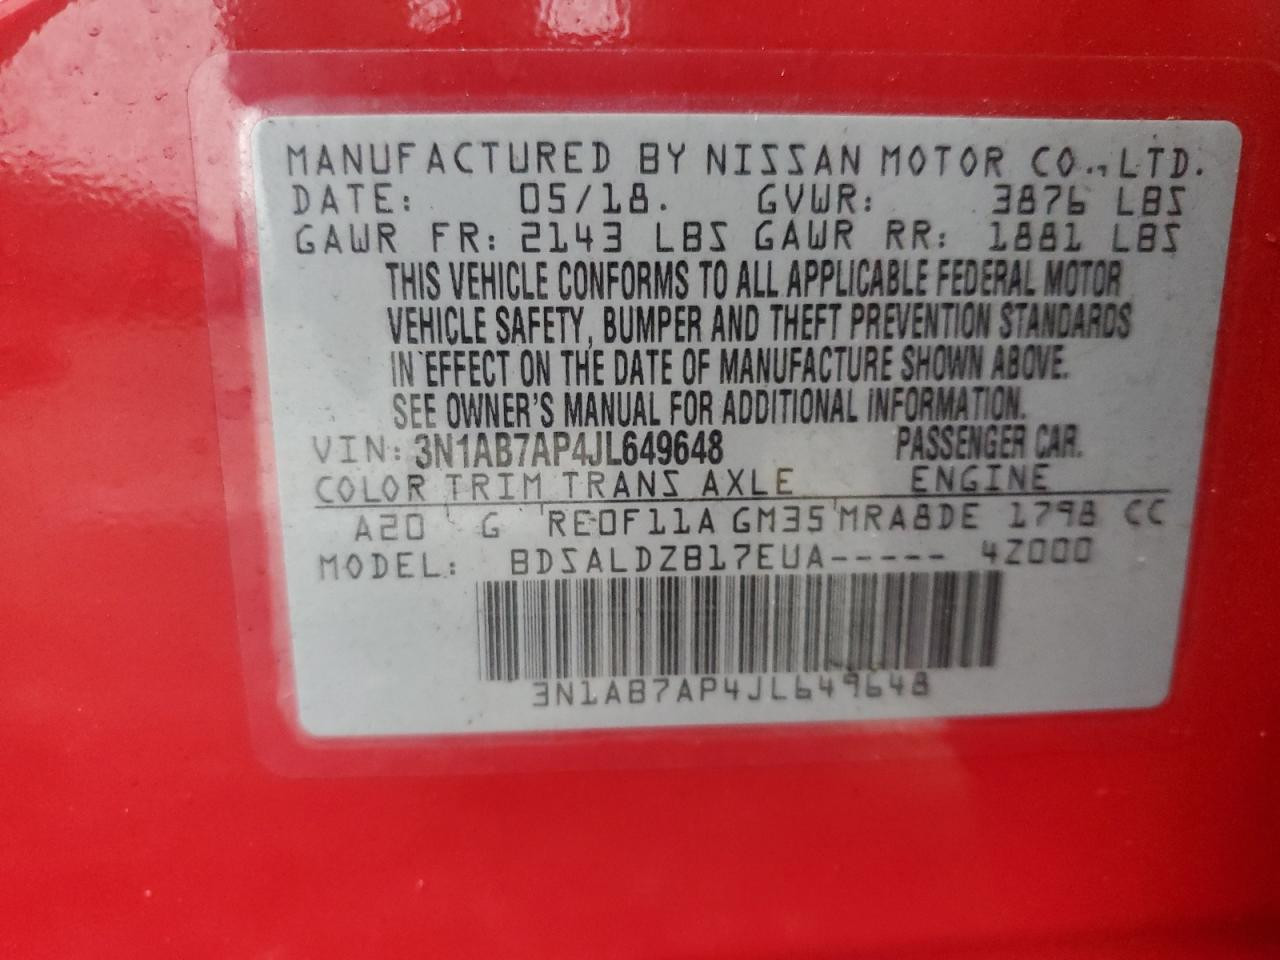 MANUFACTURED BY NISSAN MOTOR CO., LTD.
DATE: 05/18. GVWR: 3876 LBS
GAWR FR: 2143 LBS GAWR RR: 1881 LBS
THIS VEHICLE CONFORMS TO ALL APPLICABLE FEDERAL MOTOR
VEHICLE SAFETY, BUMPER AND THEFT PREVENTION STANDARDS
IN EFFECT ON THE DATE OF MANUFACTURE SHOWN ABOVE.
SEE OWNER'S MANUAL FOR ADDITIONAL INFORMATION.
VIN: 3N1AB7AP4JL649648 PASSENGER CAR.
COLOR TRIM TRANS AXLE ENGINE
A20 G RE0F11A GM35 MRA8DE 1798 CC
MODEL: BDSALDZB17EUA----- 4Z000
3N1AB7AP4JL649648